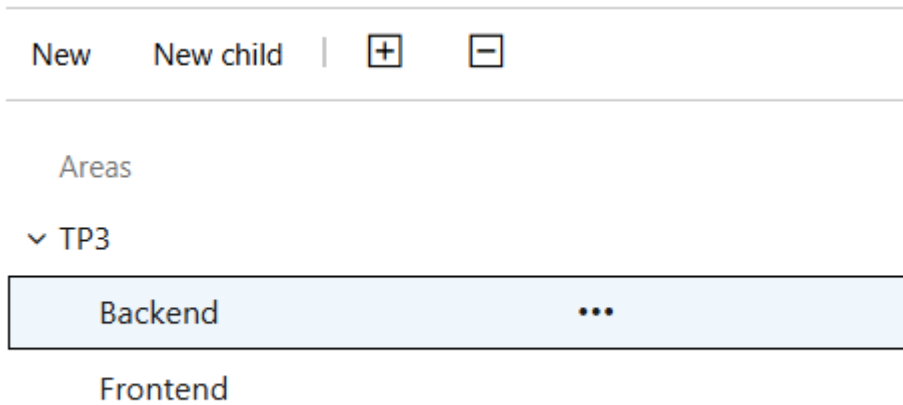 New New child
Areas
TP3
Backend •••
Frontend